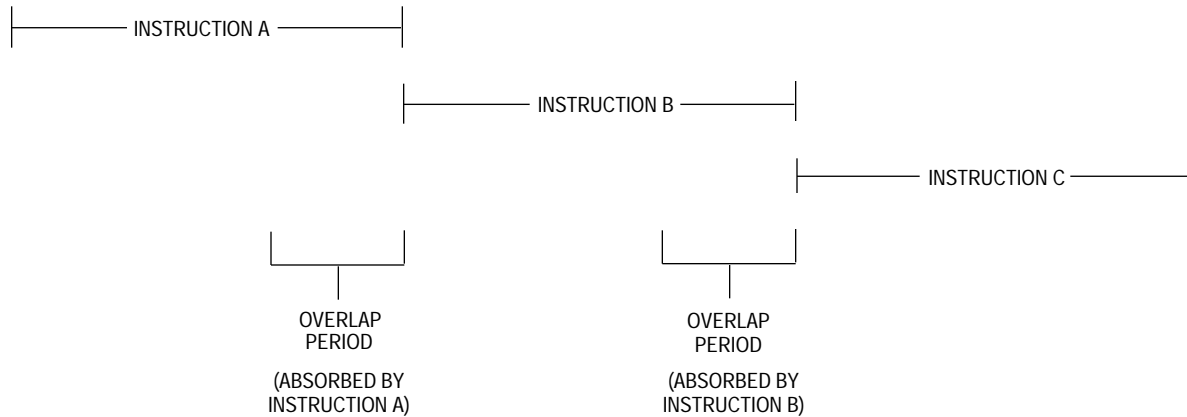 INSTRUCTION A
INSTRUCTION B
INSTRUCTION C
OVERLAP
PERIOD
(ABSORBED BY
INSTRUCTION A)
OVERLAP
PERIOD
(ABSORBED BY
INSTRUCTION B)